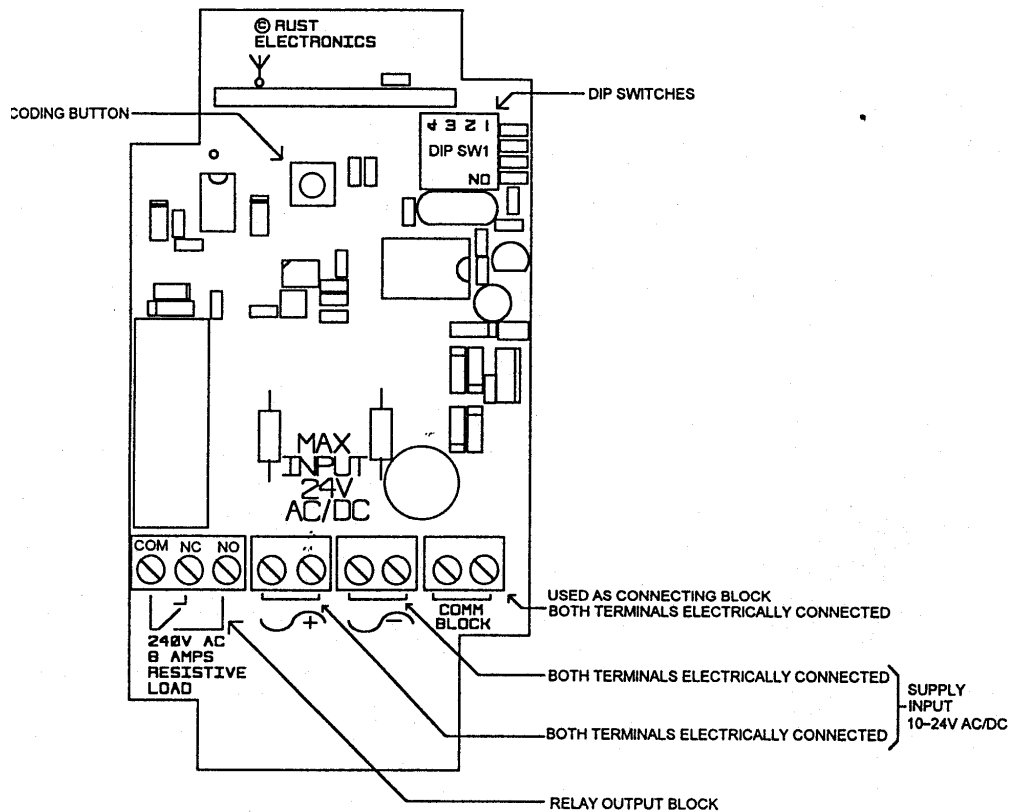 © RUST
ELECTRONICS
DIP SWITCHES
CODING BUTTON
4 3 2 1
DIP SW1
NO
MAX
INPUT
24V
AC/DC
COM NC NO
+
–
COMM
BLOCK
USED AS CONNECTING BLOCK
BOTH TERMINALS ELECTRICALLY CONNECTED
240V AC
8 AMPS
RESISTIVE
LOAD
BOTH TERMINALS ELECTRICALLY CONNECTED
SUPPLY
INPUT
10–24V AC/DC
BOTH TERMINALS ELECTRICALLY CONNECTED
RELAY OUTPUT BLOCK